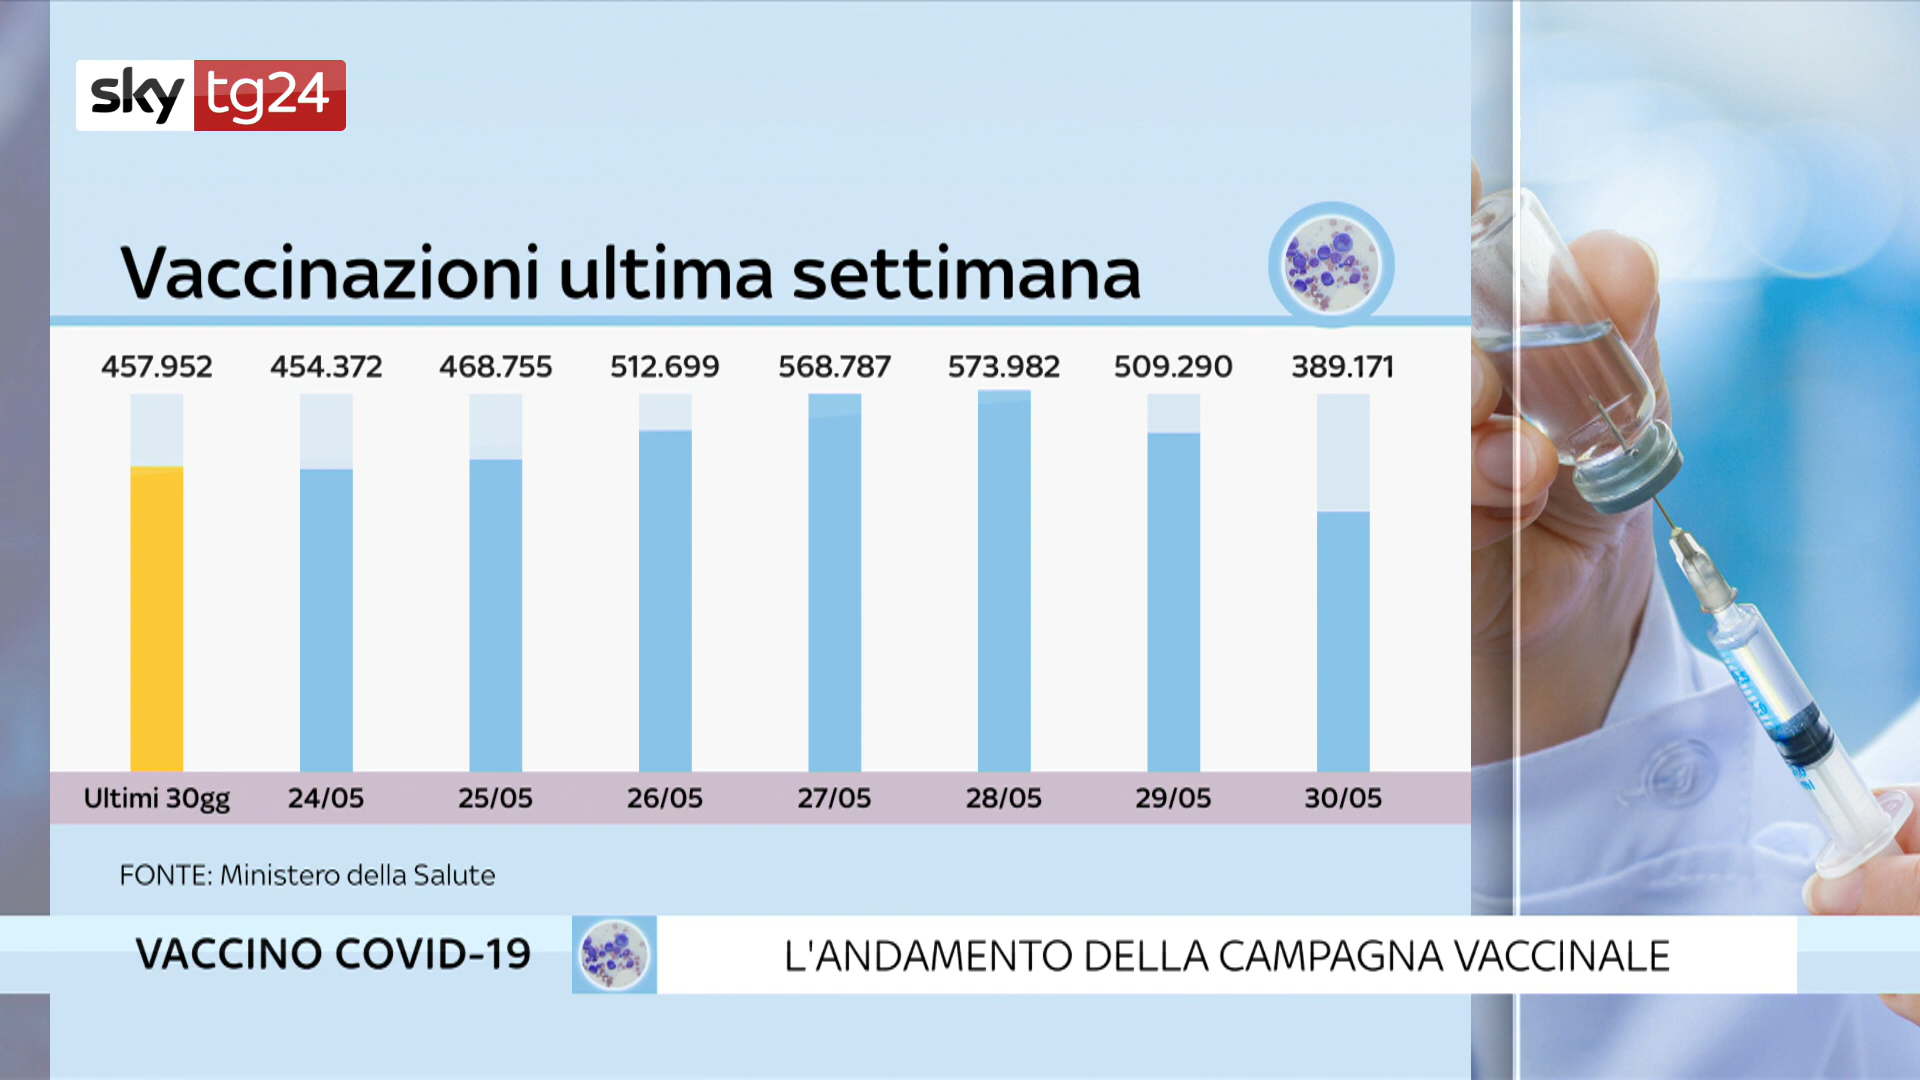 sky tg24
Vaccinazioni ultima settimana
457.952 454.372 468.755 512.699 568.787 573.982 509.290 389.171
Ultimi 30gg 24/05 25/05 26/05 27/05 28/05 29/05 30/05
FONTE: Ministero della Salute
VACCINO COVID-19 L'ANDAMENTO DELLA CAMPAGNA VACCINALE